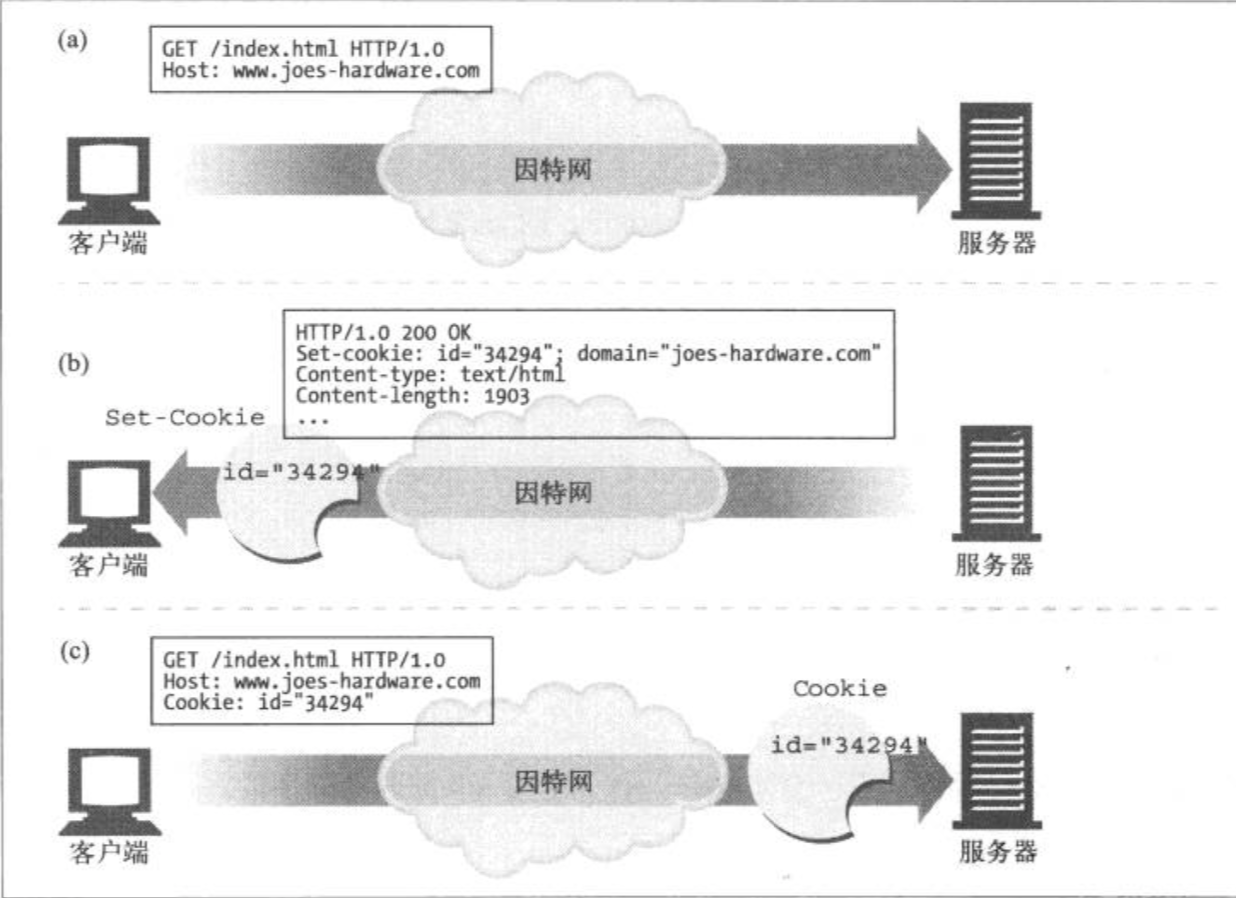 (a)
GET /index.html HTTP/1.0
Host: www.joes-hardware.com
因特网
客户端
服务器
(b)
HTTP/1.0 200 OK
Set-cookie: id="34294"; domain="joes-hardware.com"
Content-type: text/html
Content-length: 1903
...
Set-Cookie
id="34294"
因特网
客户端
服务器
(c)
GET /index.html HTTP/1.0
Host: www.joes-hardware.com
Cookie: id="34294"
Cookie
id="34294"
因特网
客户端
服务器